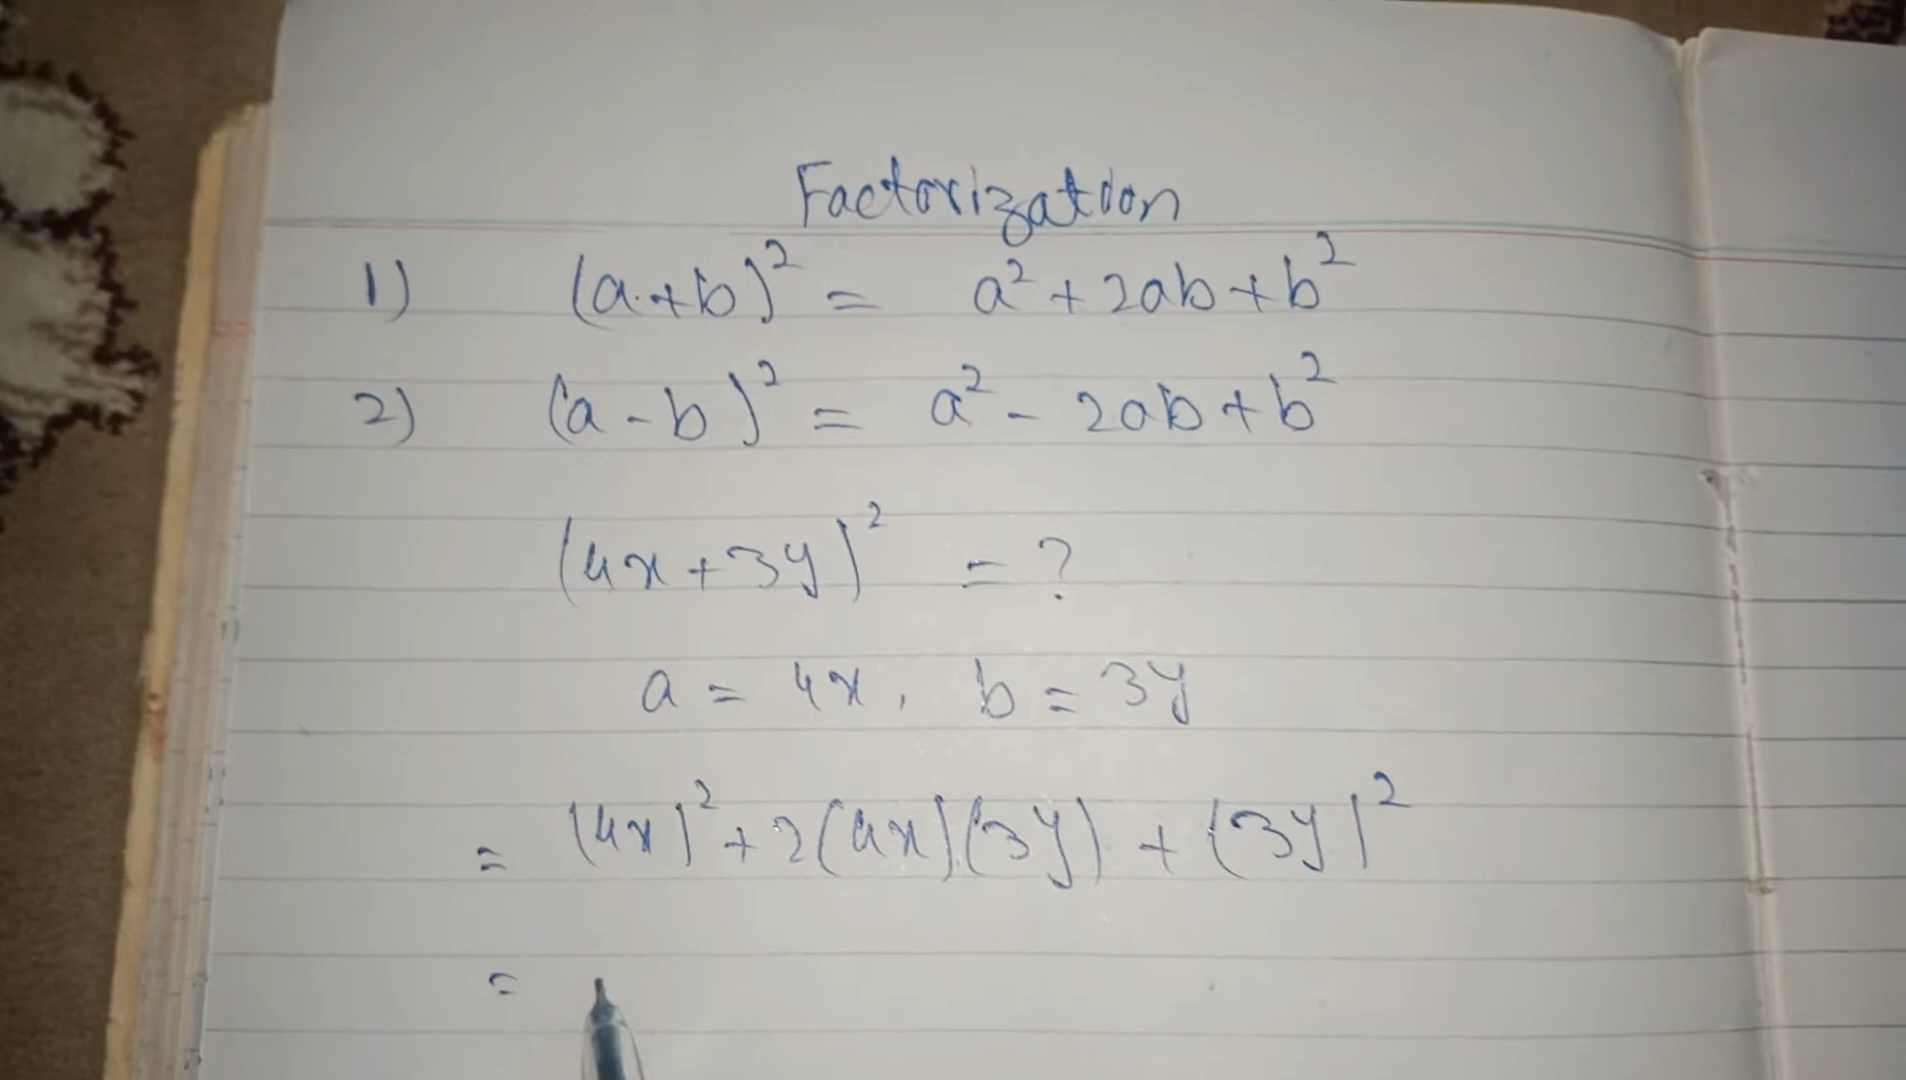 Factorization
1) (a+b)² = a² + 2ab + b²
2) (a - b)² = a² - 2ab + b²
(4x + 3y)² = ?
a = 4x, b = 3y
= (4x)² + 2(4x)(3y) + (3y)²
=